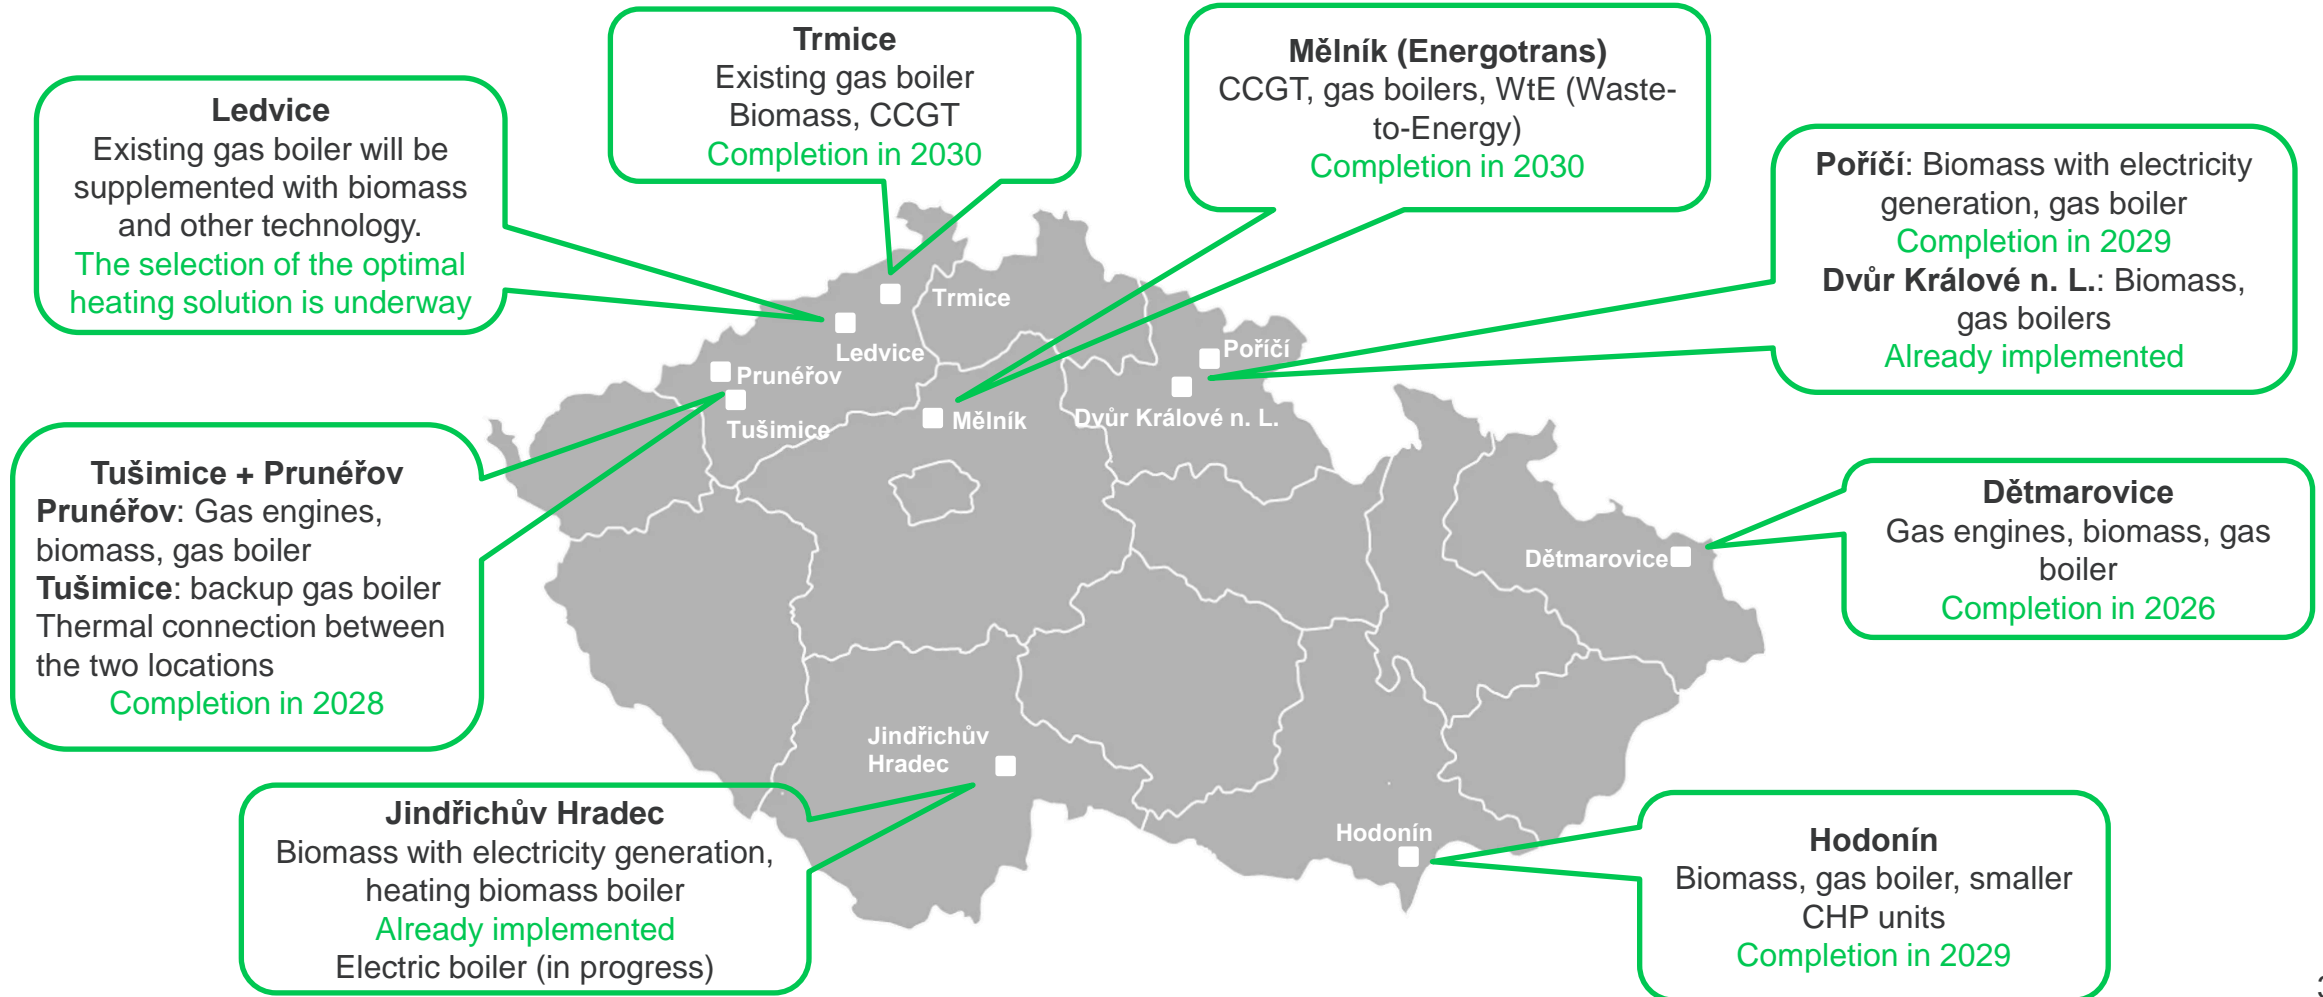 Trmice
Existing gas boiler
Biomass, CCGT
Completion in 2030
Mělník (Energotrans)
CCGT, gas boilers, WtE (Waste-
to-Energy)
Completion in 2030
Ledvice
Existing gas boiler will be
supplemented with biomass
and other technology.
The selection of the optimal
heating solution is underway
Poříčí: Biomass with electricity
generation, gas boiler
Completion in 2029
Dvůr Králové n. L.: Biomass,
gas boilers
Already implemented
Trmice
Ledvice
Poříčí
Prunéřov
Tušimice
Mělník
Dvůr Králové n. L.
Tušimice + Prunéřov
Prunéřov: Gas engines,
biomass, gas boiler
Tušimice: backup gas boiler
Thermal connection between
the two locations
Completion in 2028
Dětmarovice
Dětmarovice
Gas engines, biomass, gas
boiler
Completion in 2026
Jindřichův
Hradec
Jindřichův Hradec
Biomass with electricity generation,
heating biomass boiler
Already implemented
Electric boiler (in progress)
Hodonín
Hodonín
Biomass, gas boiler, smaller
CHP units
Completion in 2029